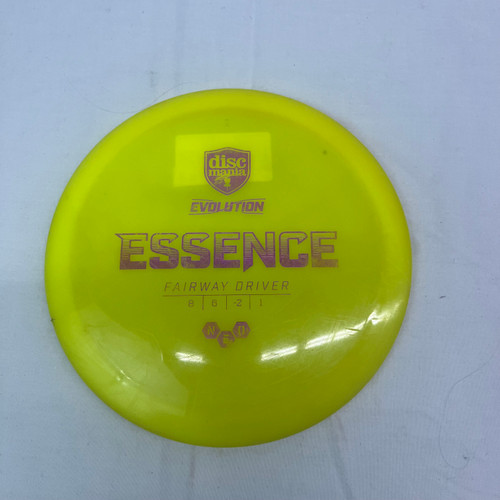 disc
mania
EVOLUTION
ESSENCE
FAIRWAY DRIVER
8 | 6 | -2 | 1
N E O